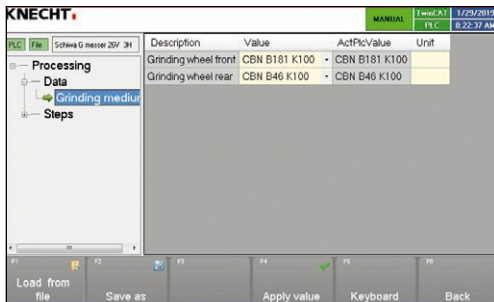 KNECHT.
MANUAL
TwinCAT
PLC
1/29/2019
8:22:37 AM
PLC File Schiwa G messer 26V 3H
Processing
Data
Grinding medium
Steps
Description Value ActPlcValue Unit
Grinding wheel front CBN B181 K100 CBN B181 K100
Grinding wheel rear CBN B46 K100 CBN B46 K100
F1 F2 F3 F4 F5 F6
Load from file
Save as
Apply value
Keyboard
Back